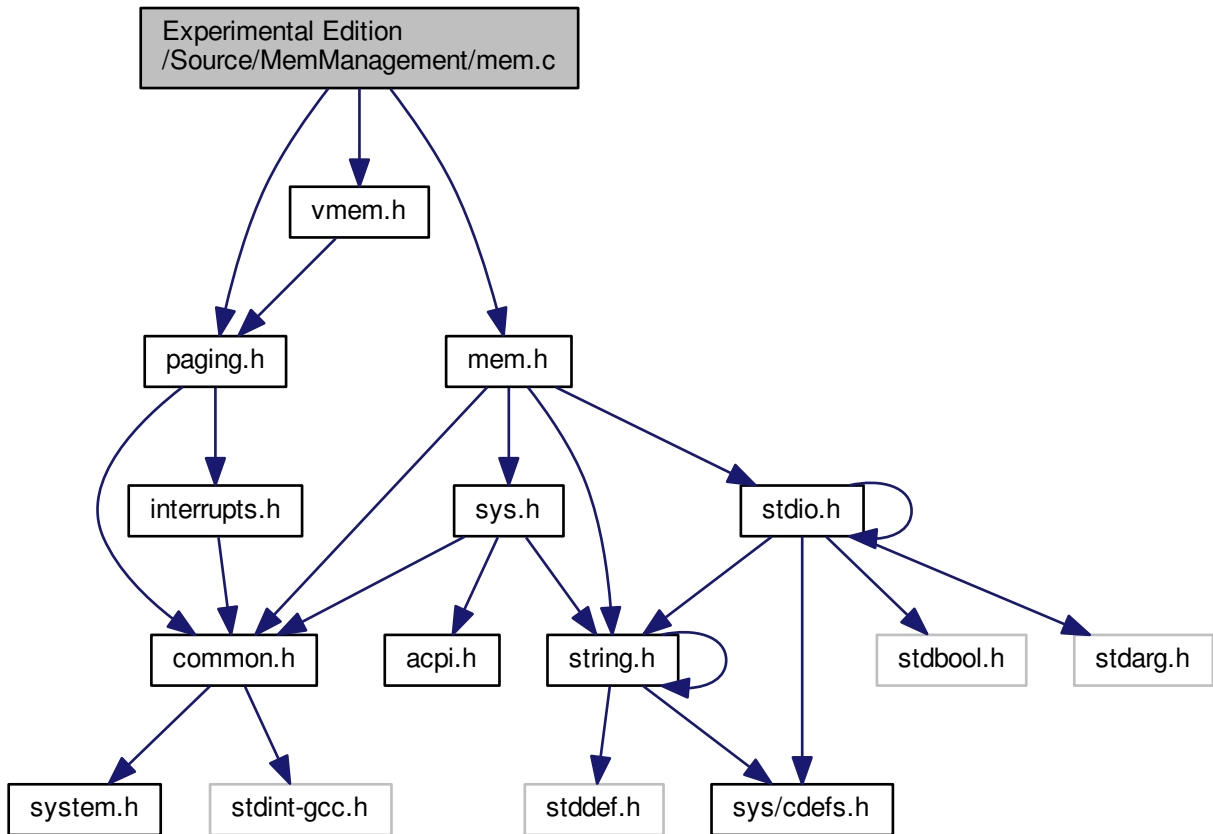 Experimental Edition
/Source/MemManagement/mem.c
vmem.h
paging.h
mem.h
interrupts.h
sys.h
stdio.h
common.h
acpi.h
string.h
stdbool.h
stdarg.h
system.h
stdint-gcc.h
stddef.h
sys/cdefs.h